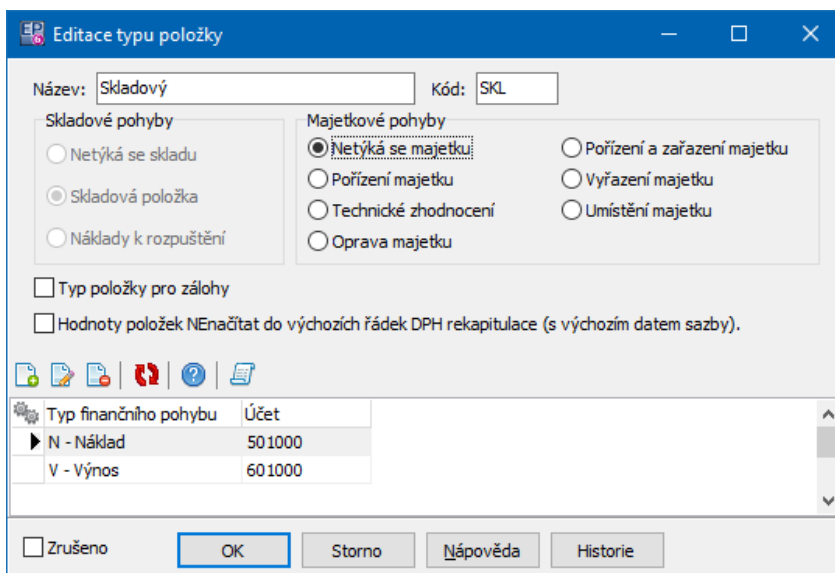 Editace typu položky
Název: Skladový Kód: SKL
Skladové pohyby
Netýká se skladu
Skladová položka
Náklady k rozpuštění
Majetkové pohyby
Netýká se majetku
Pořízení majetku
Technické zhodnocení
Oprava majetku
Pořízení a zařazení majetku
Vyřazení majetku
Umístění majetku
Typ položky pro zálohy
Hodnoty položek NEnačítat do výchozích řádek DPH rekapitulace (s výchozím datem sazby).
Typ finančního pohybu Účet
N - Náklad 501000
V - Výnos 601000
Zrušeno OK Storno Nápověda Historie